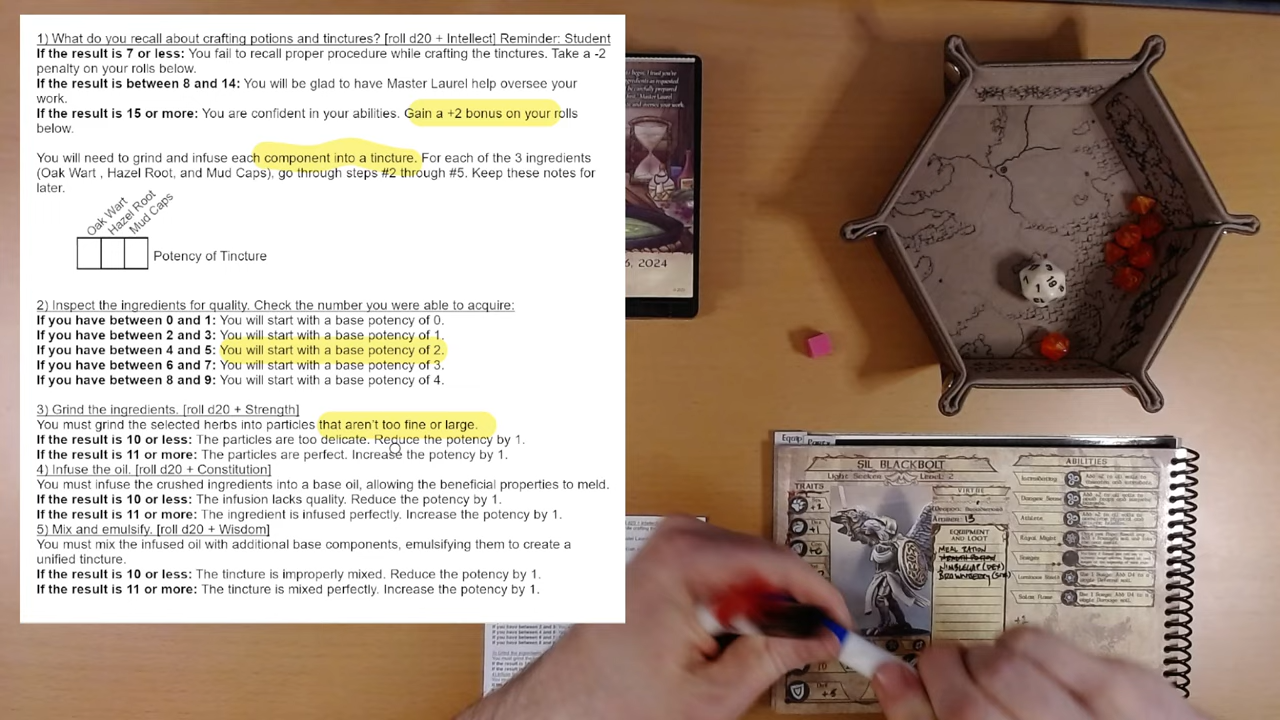 1) What do you recall about crafting potions and tinctures? [roll d20 + Intellect] Reminder: Student
If the result is 7 or less: You fail to recall proper procedure while crafting the tinctures. Take a -2
penalty on your rolls below.
If the result is between 8 and 14: You will be glad to have Master Laurel help oversee your
work.
If the result is 15 or more: You are confident in your abilities. Gain a +2 bonus on your rolls
below.
You will need to grind and infuse each component into a tincture. For each of the 3 ingredients
(Oak Wart , Hazel Root, and Mud Caps), go through steps #2 through #5. Keep these notes for
later.
Oak Wart
Hazel Root
Mud Caps
Potency of Tincture
2) Inspect the ingredients for quality. Check the number you were able to acquire:
If you have between 0 and 1: You will start with a base potency of 0.
If you have between 2 and 3: You will start with a base potency of 1.
If you have between 4 and 5: You will start with a base potency of 2.
If you have between 6 and 7: You will start with a base potency of 3.
If you have between 8 and 9: You will start with a base potency of 4.
3) Grind the ingredients. [roll d20 + Strength]
You must grind the selected herbs into particles that aren't too fine or large.
If the result is 10 or less: The particles are too delicate. Reduce the potency by 1.
If the result is 11 or more: The particles are perfect. Increase the potency by 1.
4) Infuse the oil. [roll d20 + Constitution]
You must infuse the crushed ingredients into a base oil, and the beneficial properties to meld.
If the result is 10 or less: The infusion lacks quality. Reduce the potency by 1.
If the result is 11 or more: The ingredient is infused perfectly. Increase the potency by 1.
5) Mix and emulsify. [roll d20 + Wisdom]
You must mix the infused oil with additional base components, emulsifying them to create a
unified tincture.
If the result is 10 or less: The tincture is improperly mixed. Reduce the potency by 1.
If the result is 11 or more: The tincture is mixed perfectly. Increase the potency by 1.
2024
18
1
Equip
Power
SIL BLACKBOLT
Light Seeker Level: 2
TRAITS
VIRTUE
ABILITIES
+2
+1
Armor: 13
EQUIPMENT
AND LOOT
MEAL RATION
Danger Sense
Athlete
+2
10